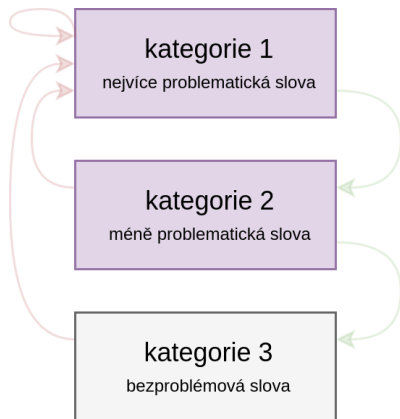 kategorie 1
nejvíce problematická slova
kategorie 2
méně problematická slova
kategorie 3
bezproblémová slova